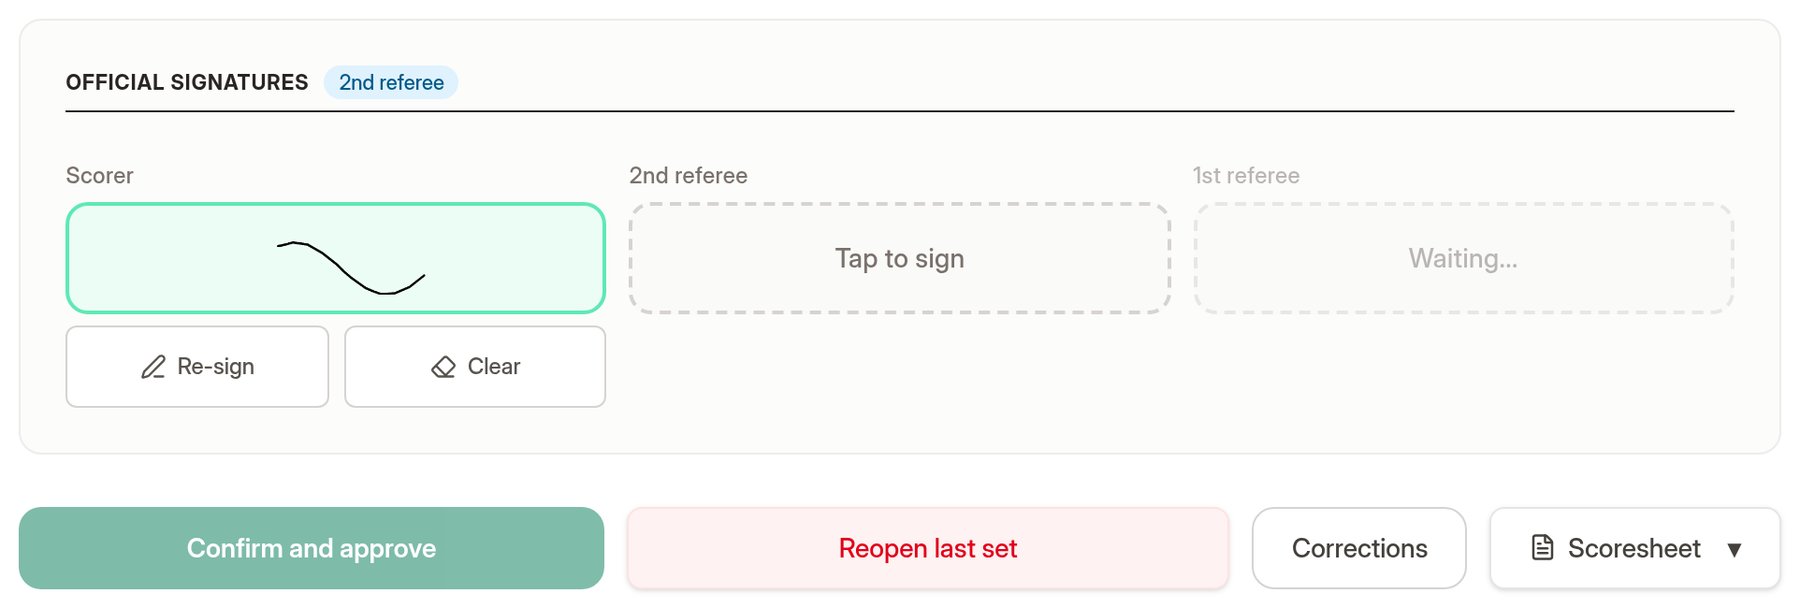 OFFICIAL SIGNATURES 2nd referee
Scorer 2nd referee 1st referee
Tap to sign Waiting...
Re-sign Clear
Confirm and approve Reopen last set Corrections Scoresheet ▼